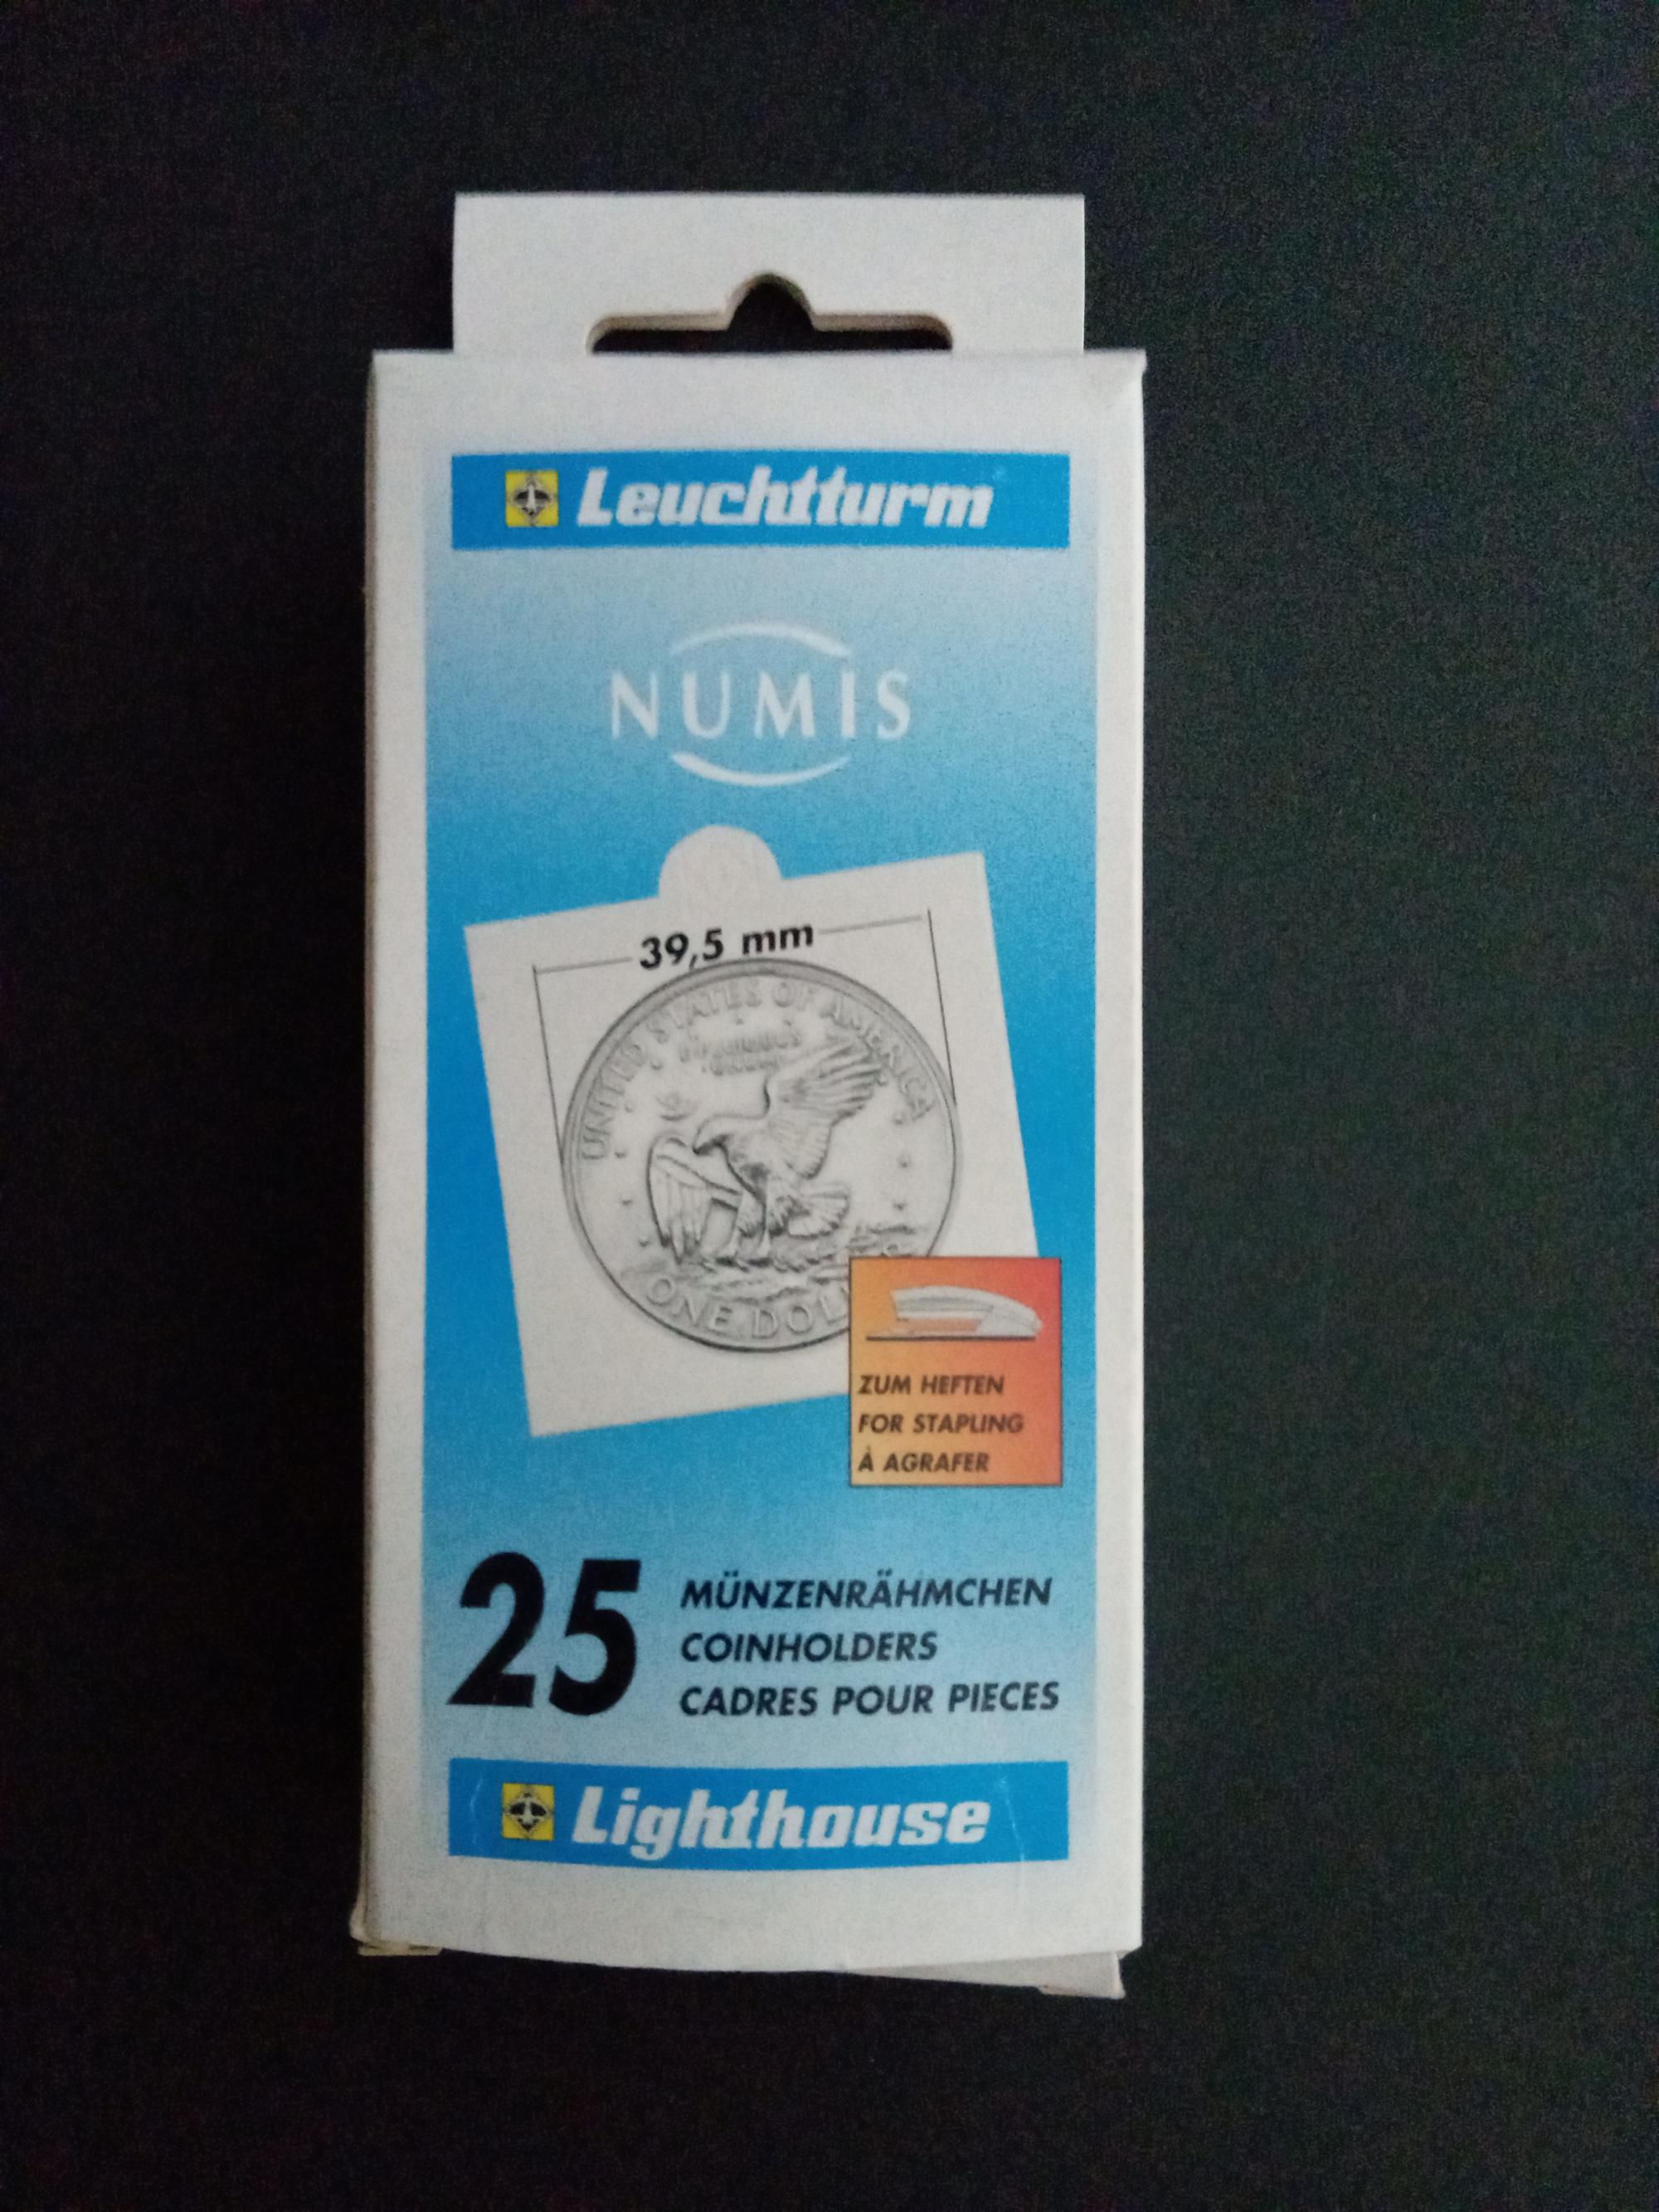 Leuchtturm
NUMIS
39,5 mm
UNITED STATES OF AMERICA
ONE DOLL
ZUM HEFTEN
FOR STAPLING
À AGRAFER
25
MÜNZENRÄHMCHEN
COINHOLDERS
CADRES POUR PIECES
Lighthouse